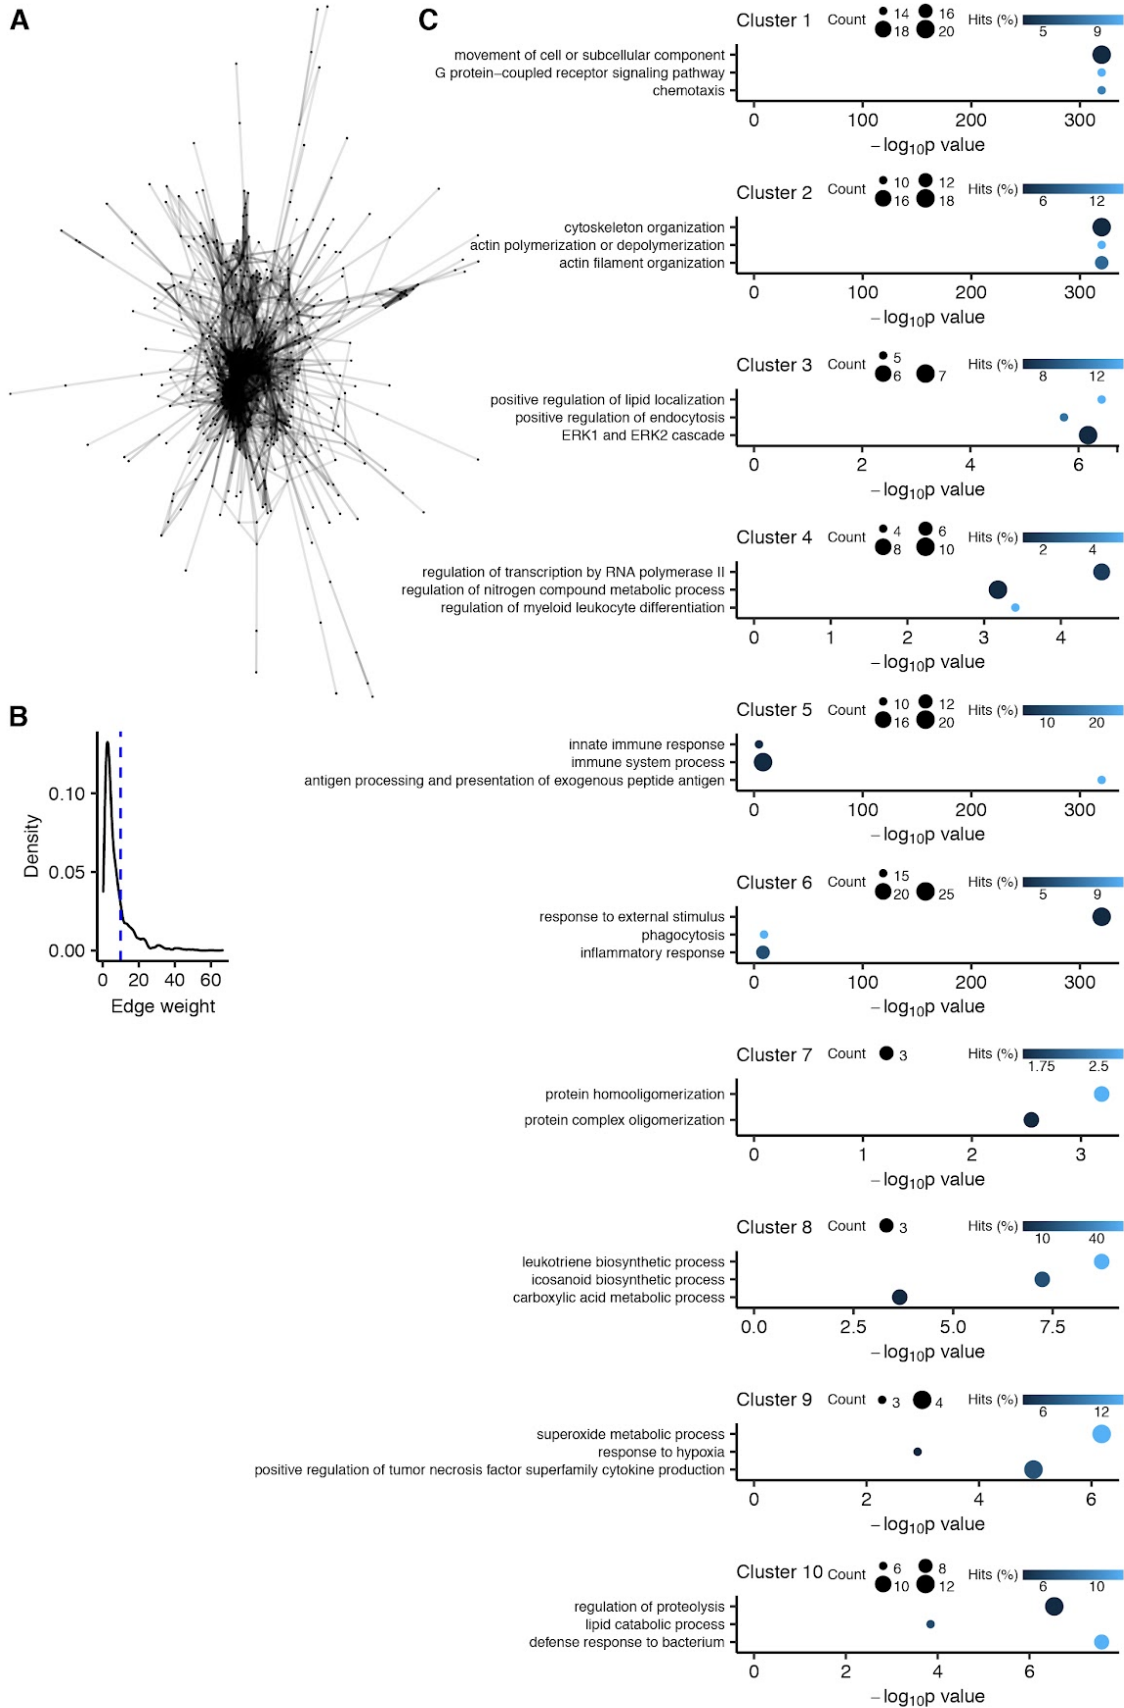 A
B
0.10
0.05
0.00
Density
0 20 40 60
Edge weight
C
Cluster 1 Count 14 16 18 20 Hits (%) 5 9
movement of cell or subcellular component
G protein–coupled receptor signaling pathway
chemotaxis
0 100 200 300
−log10p value
Cluster 2 Count 10 12 16 18 Hits (%) 6 12
cytoskeleton organization
actin polymerization or depolymerization
actin filament organization
0 100 200 300
−log10p value
Cluster 3 Count 5 6 7 Hits (%) 8 12
positive regulation of lipid localization
positive regulation of endocytosis
ERK1 and ERK2 cascade
0 2 4 6
−log10p value
Cluster 4 Count 4 6 8 10 Hits (%) 2 4
regulation of transcription by RNA polymerase II
regulation of nitrogen compound metabolic process
regulation of myeloid leukocyte differentiation
0 1 2 3 4
−log10p value
Cluster 5 Count 10 12 16 20 Hits (%) 10 20
innate immune response
immune system process
antigen processing and presentation of exogenous peptide antigen
0 100 200 300
−log10p value
Cluster 6 Count 15 20 25 Hits (%) 5 9
response to external stimulus
phagocytosis
inflammatory response
0 100 200 300
−log10p value
Cluster 7 Count 3 Hits (%) 1.75 2.5
protein homooligomerization
protein complex oligomerization
0 1 2 3
−log10p value
Cluster 8 Count 3 Hits (%) 10 40
leukotriene biosynthetic process
icosanoid biosynthetic process
carboxylic acid metabolic process
0.0 2.5 5.0 7.5
−log10p value
Cluster 9 Count 3 4 Hits (%) 6 12
superoxide metabolic process
response to hypoxia
positive regulation of tumor necrosis factor superfamily cytokine production
0 2 4 6
−log10p value
Cluster 10 Count 6 8 10 12 Hits (%) 6 10
regulation of proteolysis
lipid catabolic process
defense response to bacterium
0 2 4 6
−log10p value